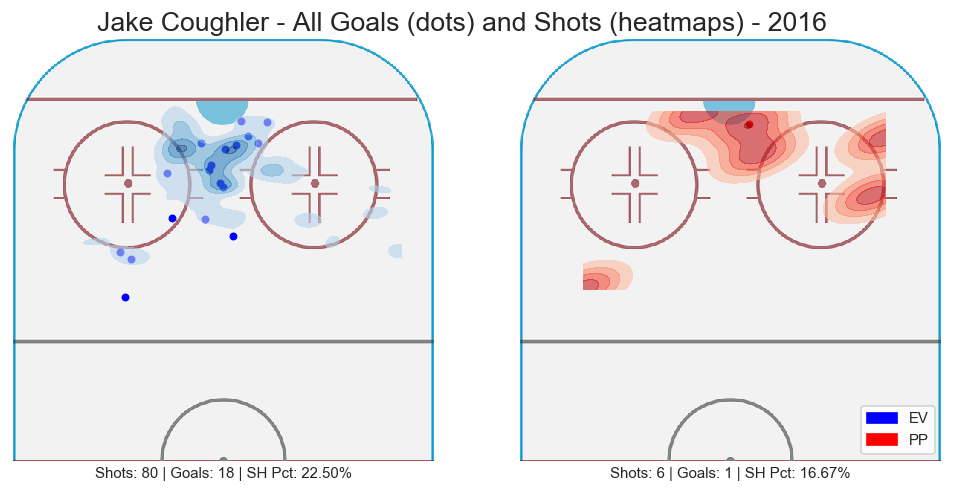 Jake Coughler - All Goals (dots) and Shots (heatmaps) - 2016
EV
PP
Shots: 80 | Goals: 18 | SH Pct: 22.50%
Shots: 6 | Goals: 1 | SH Pct: 16.67%